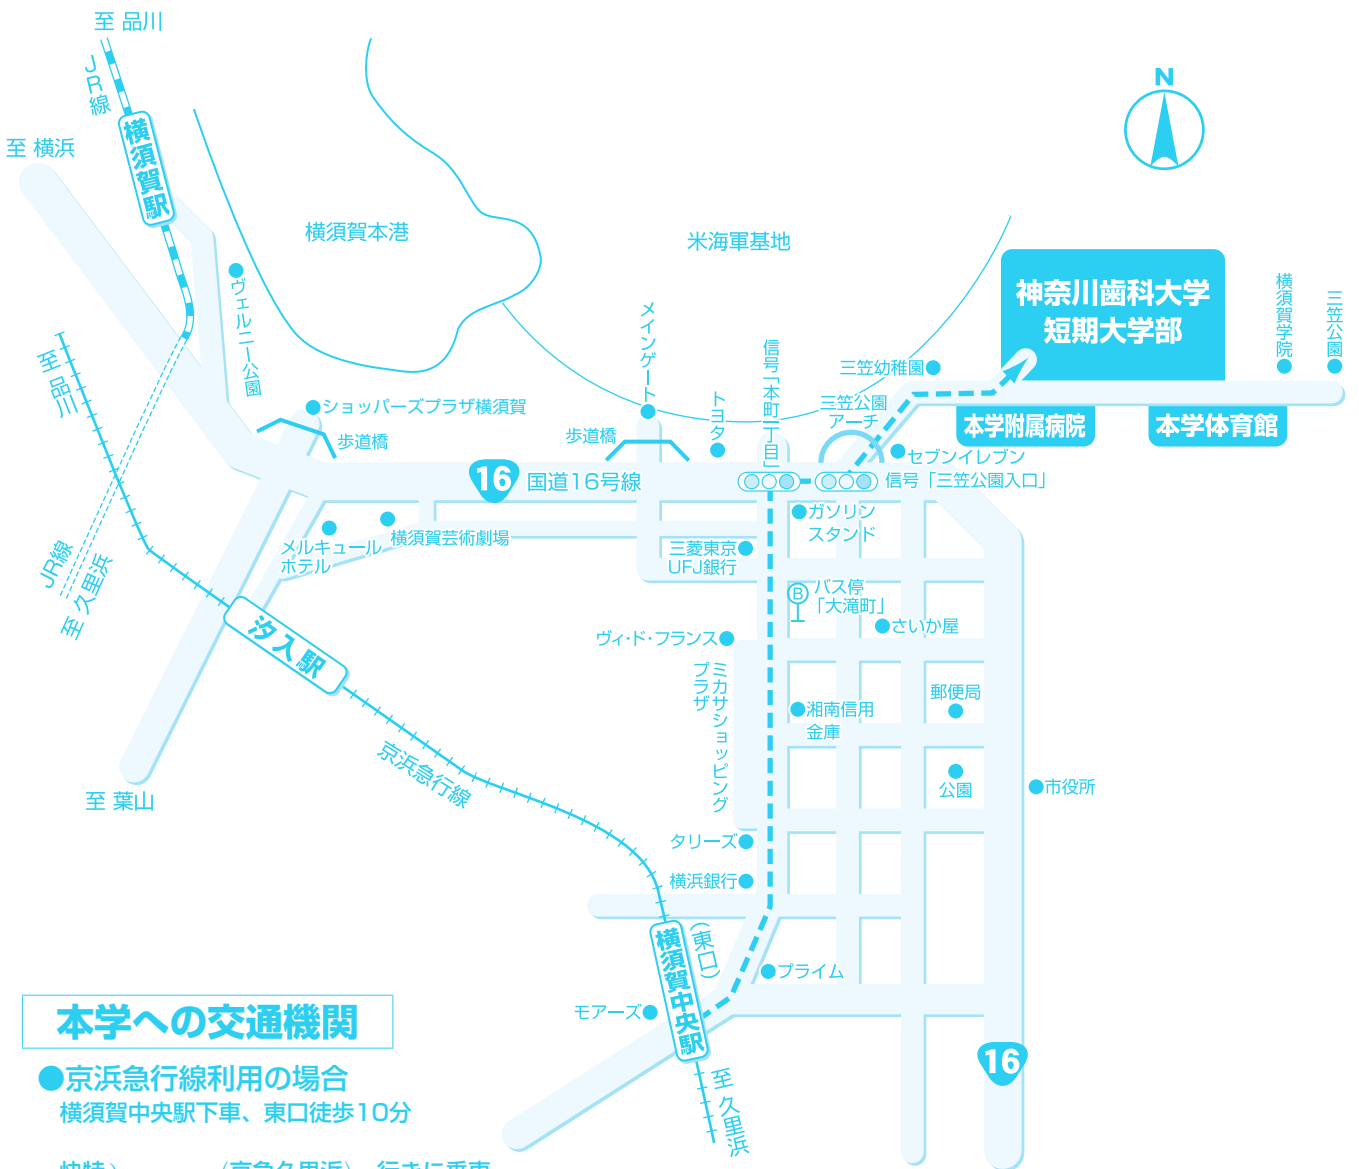 至 品川
JR線
横須賀駅
至 横浜
N
横須賀本港
米海軍基地
神奈川歯科大学
短期大学部
横須賀学院
三笠公園
ヴェルニー公園
至 品川
メインゲート
トヨタ
信号「本町一丁目」
三笠幼稚園
三笠公園
アーチ
本学附属病院
本学体育館
ショッパーズプラザ横須賀
歩道橋
歩道橋
セブンイレブン
16
国道16号線
信号「三笠公園入口」
ガソリン
スタンド
メルキュール
ホテル
横須賀芸術劇場
三菱東京
UFJ銀行
JR線
至 久里浜
B
バス停
「大滝町」
さいか屋
汐入駅
ヴィ・ド・フランス
ミカサショッピング
プラザ
湘南信用
金庫
郵便局
公園
市役所
京浜急行線
至 葉山
タリーズ
横浜銀行
横須賀中央駅
(東口)
プライム
モアーズ
16
至 久里浜
本学への交通機関
●京浜急行線利用の場合
横須賀中央駅下車、東口徒歩10分
快特 (京急久里浜) 行きに乗車